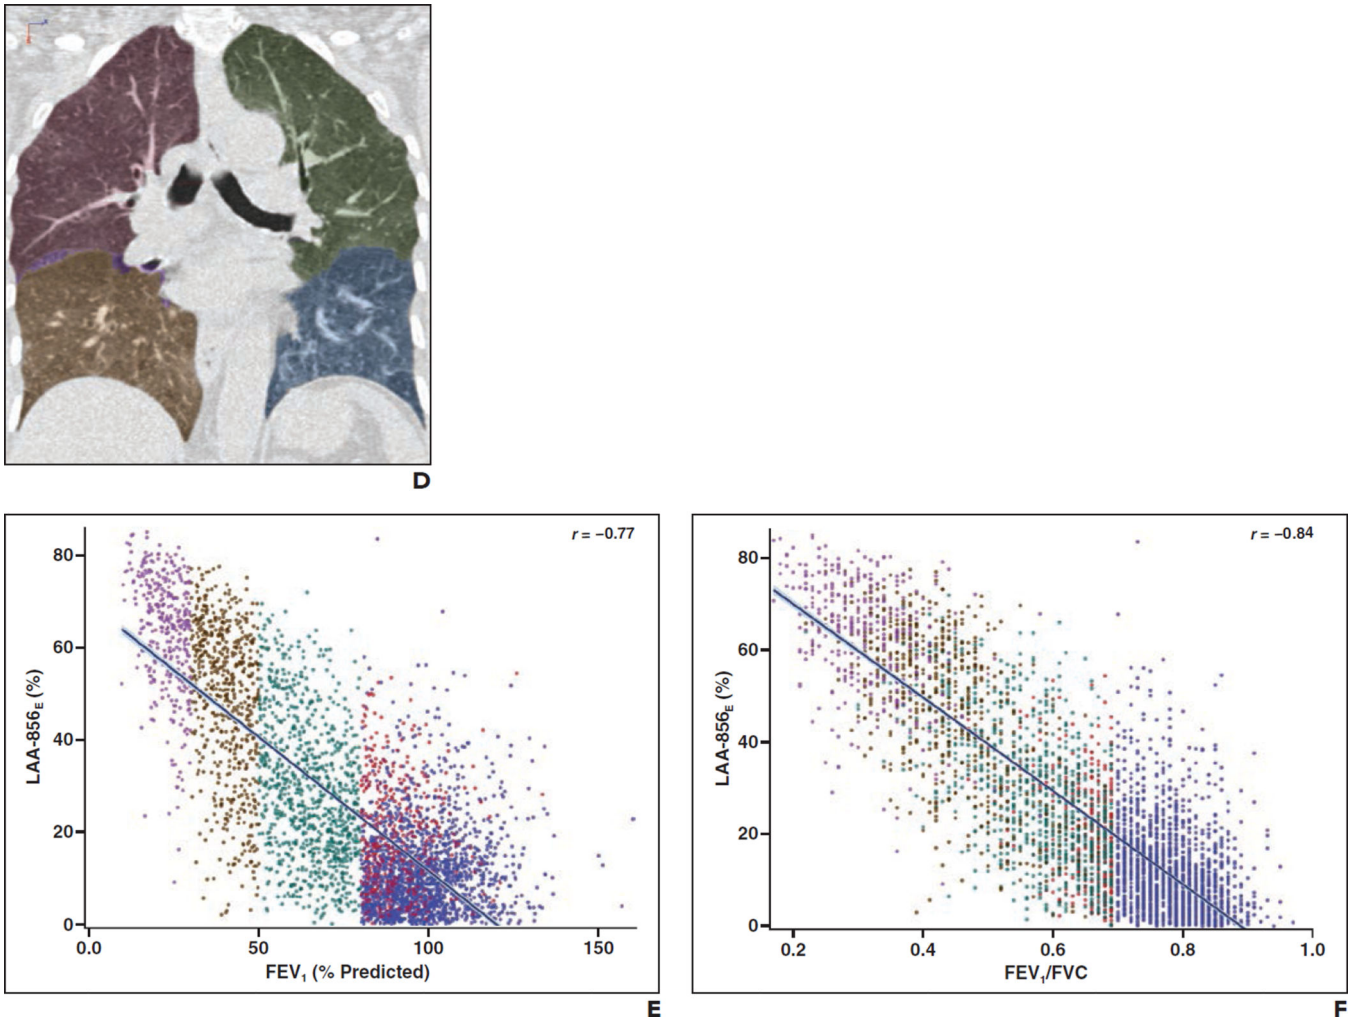 D
r = −0.77
80
60
40
20
0
LAA-856E (%)
0.0 50 100 150
FEV1 (% Predicted)
E
r = −0.84
80
60
40
20
0
LAA-856E (%)
0.2 0.4 0.6 0.8 1.0
FEV1/FVC
F